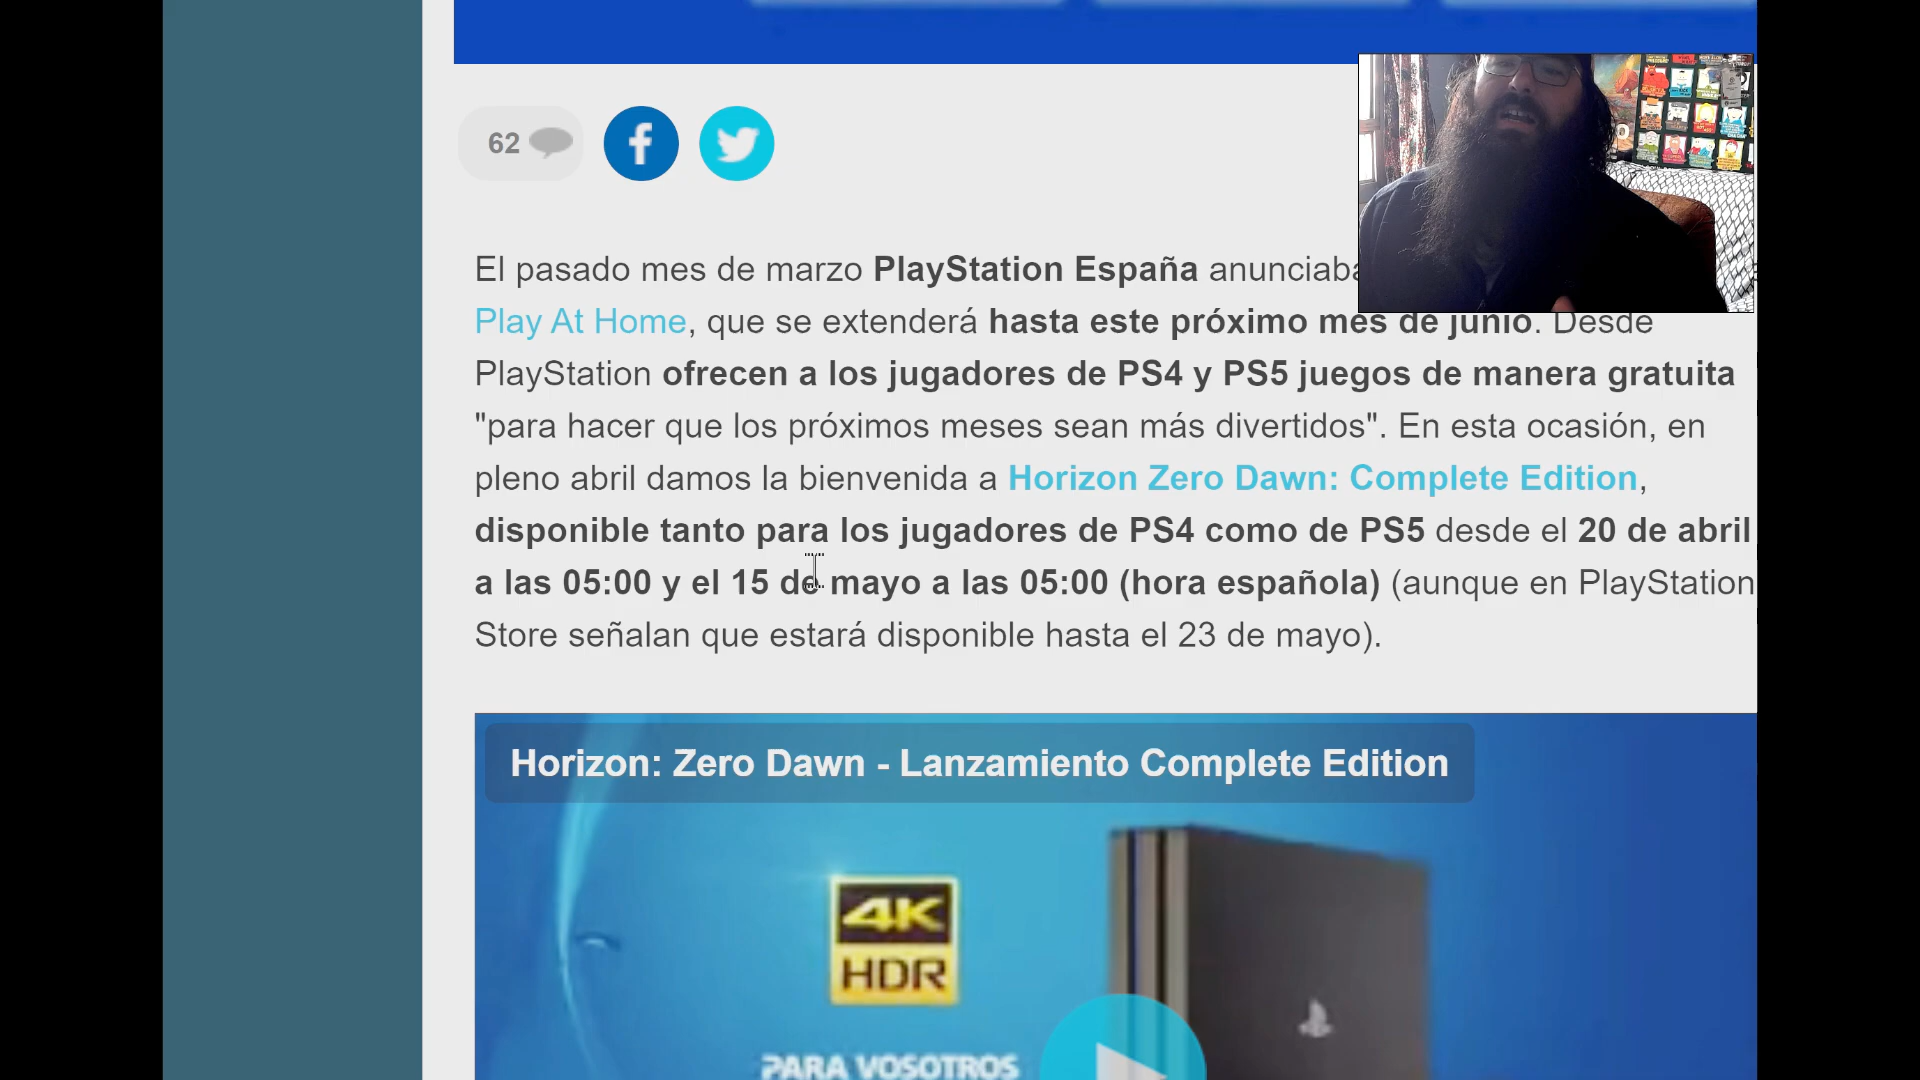 62
El pasado mes de marzo PlayStation España anunciaba
Play At Home, que se extenderá hasta este próximo mes de junio. Desde
PlayStation ofrecen a los jugadores de PS4 y PS5 juegos de manera gratuita
"para hacer que los próximos meses sean más divertidos". En esta ocasión, en
pleno abril damos la bienvenida a Horizon Zero Dawn: Complete Edition,
disponible tanto para los jugadores de PS4 como de PS5 desde el 20 de abril
a las 05:00 y el 15 de mayo a las 05:00 (hora española) (aunque en PlayStation
Store señalan que estará disponible hasta el 23 de mayo).
Horizon: Zero Dawn - Lanzamiento Complete Edition
4K
HDR
PARA VOSOTROS